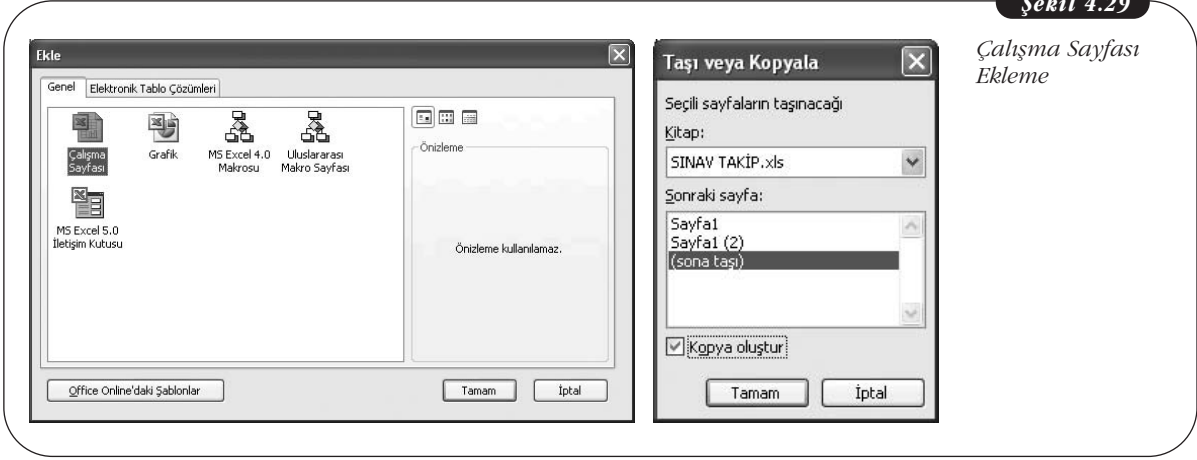 Şekil 4.29
Çalışma Sayfası
Ekleme
Ekle
Genel
Elektronik Tablo Çözümleri
Çalışma
Sayfası
Grafik
MS Excel 4.0
Makrosu
Uluslararası
Makro Sayfası
MS Excel 5.0
İletişim Kutusu
Önizleme
Önizleme kullanılamaz.
Office Online'daki Şablonlar
Tamam
İptal
Taşı veya Kopyala
Seçili sayfaların taşınacağı
Kitap:
SINAV TAKİP.xls
Sonraki sayfa:
Sayfa1
Sayfa1 (2)
(sona taşı)
Kopya oluştur
Tamam
İptal